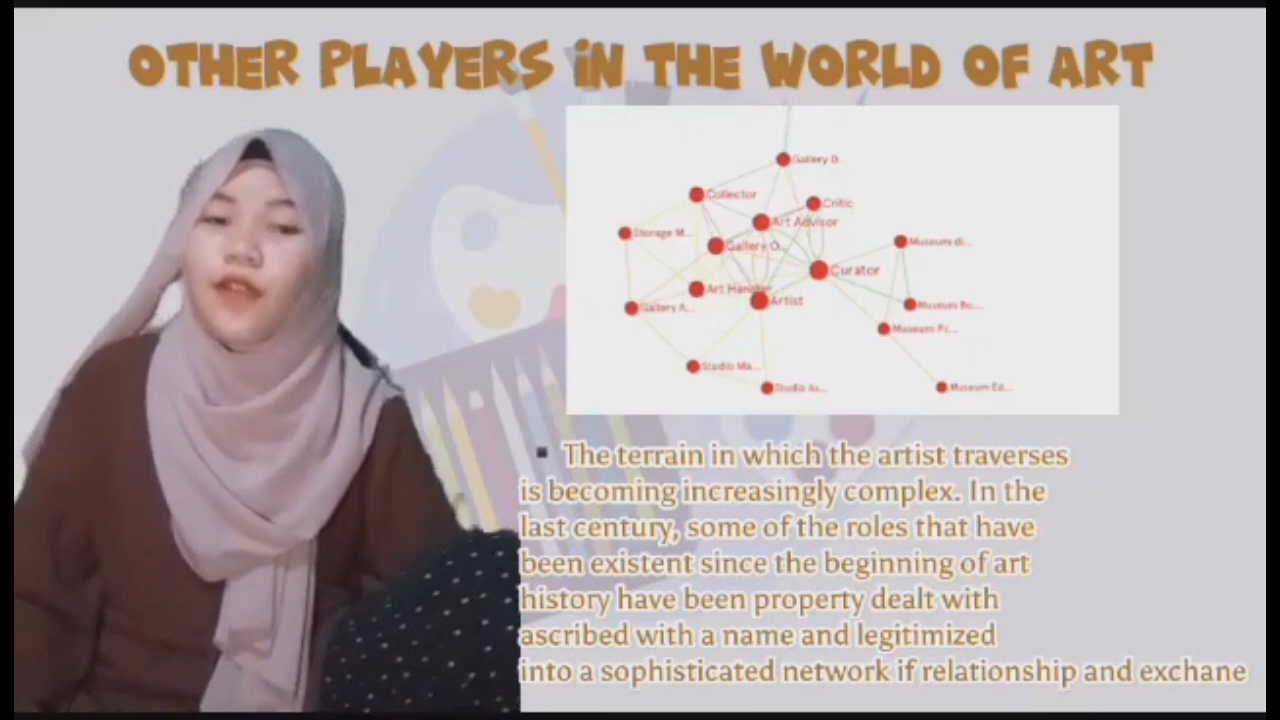 OTHER PLAYERS iN THE WORLD OF ART
Gallery D...
Collector
Critic
Art Advisor
Storage M...
Gallery O...
Museum di...
Curator
Art Handler
Artist
Gallery A...
Museum Bo...
Museum Pr...
Studio Ma...
Studio As...
Museum Ed...
▪ The terrain in which the artist traverses
is becoming increasingly complex. In the
last century, some of the roles that have
been existent since the beginning of art
history have been property dealt with
ascribed with a name and legitimized
into a sophisticated network if relationship and exchane